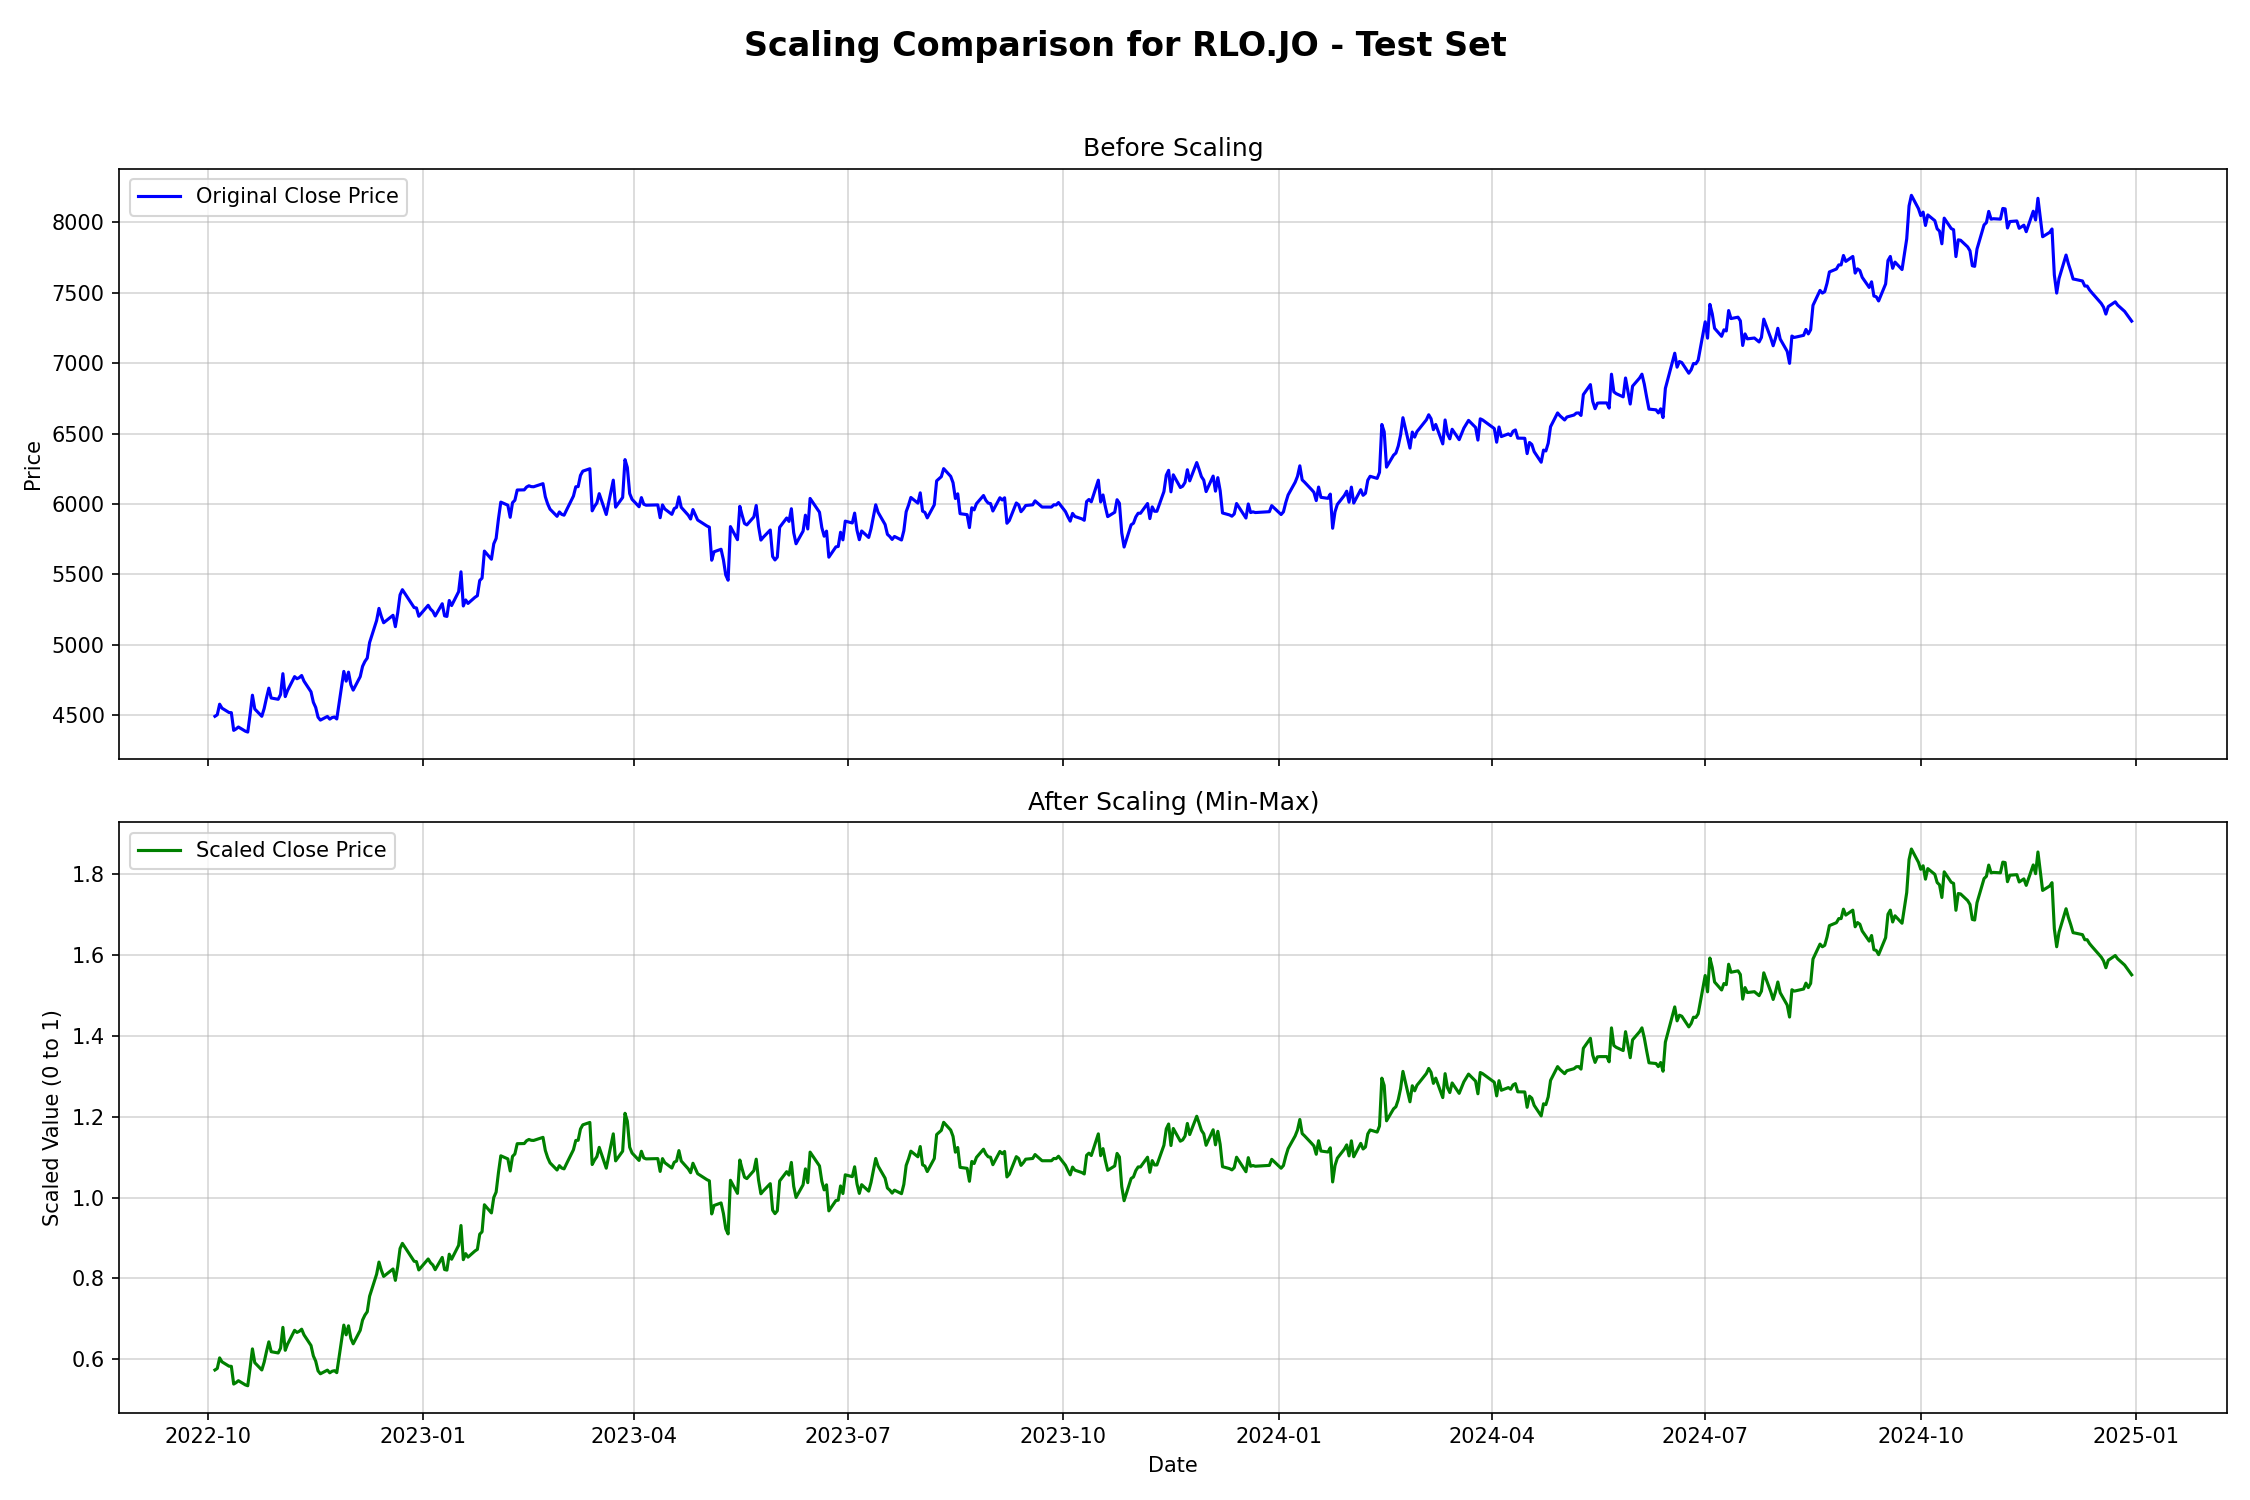 Scaling Comparison for RLO.JO - Test Set
Before Scaling
Original Close Price
Price
8000
7500
7000
6500
6000
5500
5000
4500
After Scaling (Min-Max)
Scaled Close Price
Scaled Value (0 to 1)
1.8
1.6
1.4
1.2
1.0
0.8
0.6
2022-10 2023-01 2023-04 2023-07 2023-10 2024-01 2024-04 2024-07 2024-10 2025-01
Date